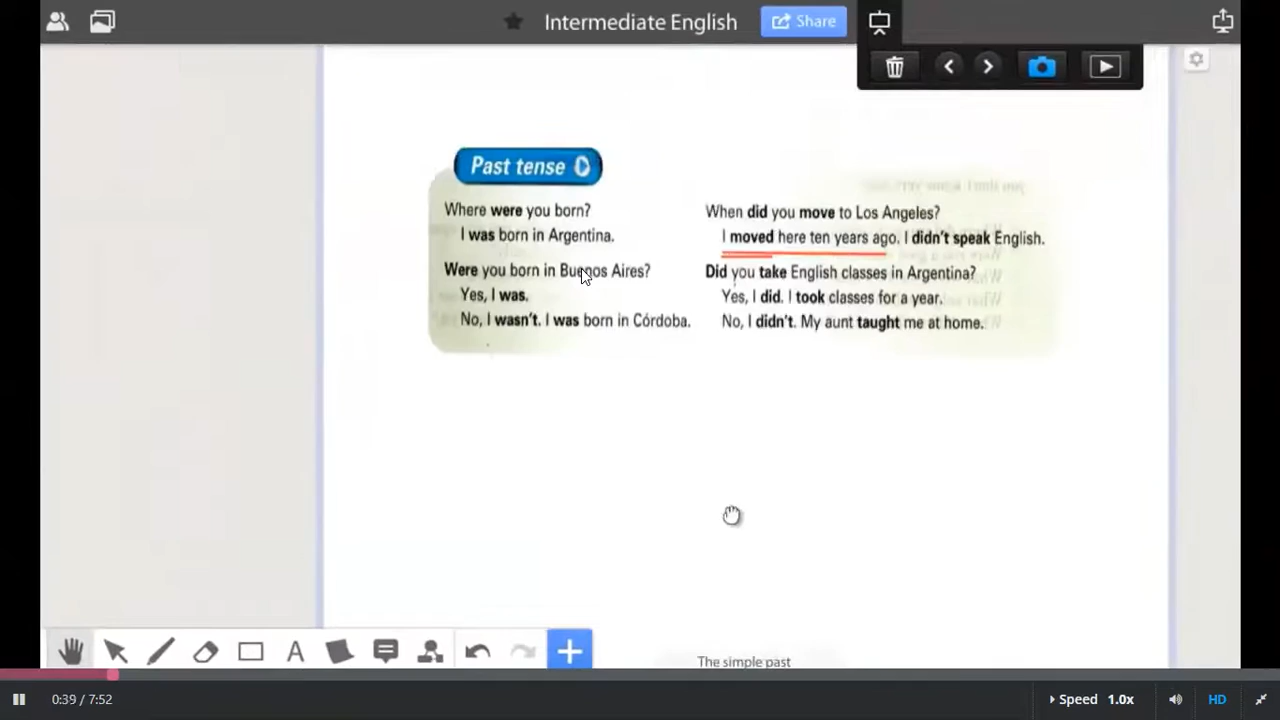 Intermediate English
Share
Past tense
Where were you born?
I was born in Argentina.
Were you born in Buenos Aires?
Yes, I was.
No, I wasn't. I was born in Córdoba.
When did you move to Los Angeles?
I moved here ten years ago. I didn't speak English.
Did you take English classes in Argentina?
Yes, I did. I took classes for a year.
No, I didn't. My aunt taught me at home.
A
The simple past
0:39 / 7:52
Speed 1.0x
HD